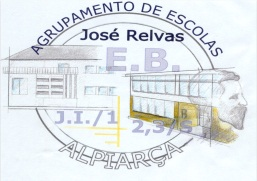 AGRUPAMENTO DE ESCOLAS
José Relvas
E.B.
J.I./1
2,3/S
ALPIARÇA